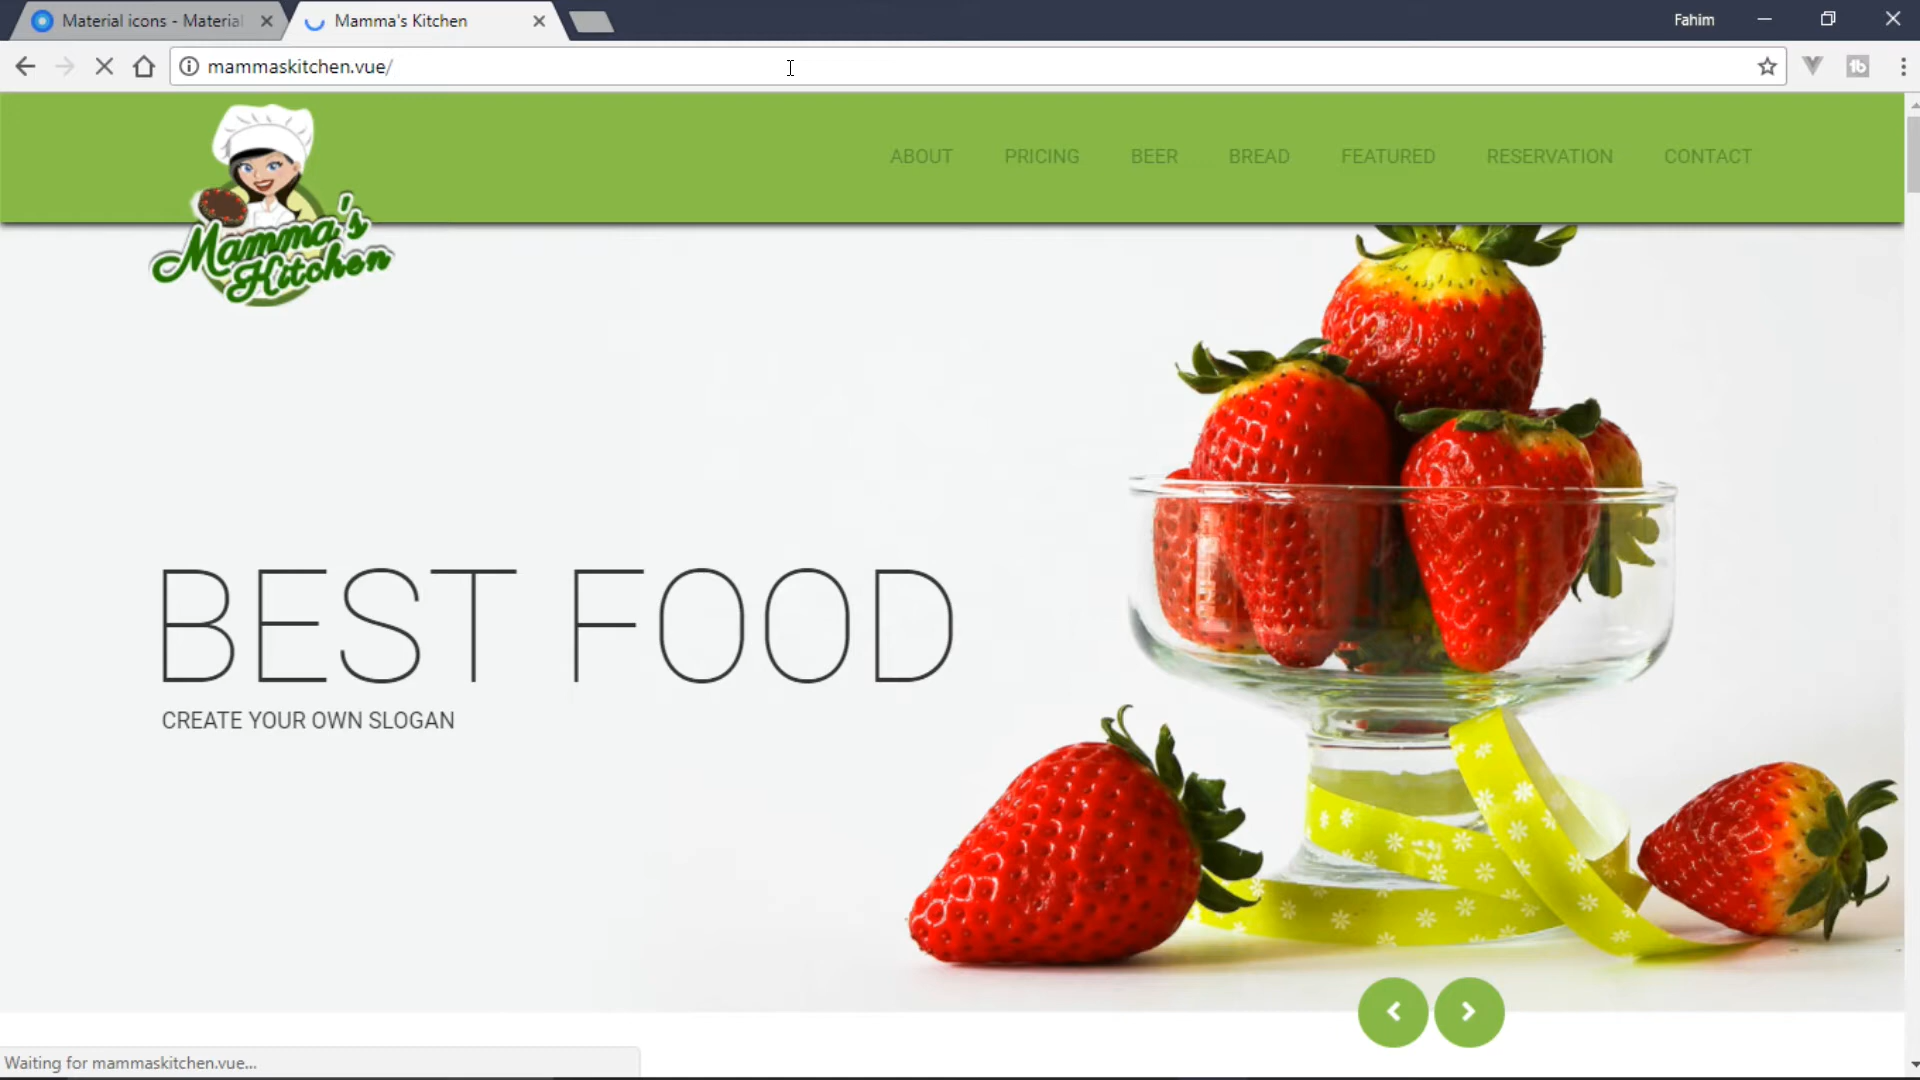 Material icons - Material
Mamma's Kitchen
Fahim
mammaskitchen.vue/
Mamma's
Kitchen
ABOUT PRICING BEER BREAD FEATURED RESERVATION CONTACT
BEST FOOD
CREATE YOUR OWN SLOGAN
Waiting for mammaskitchen.vue...